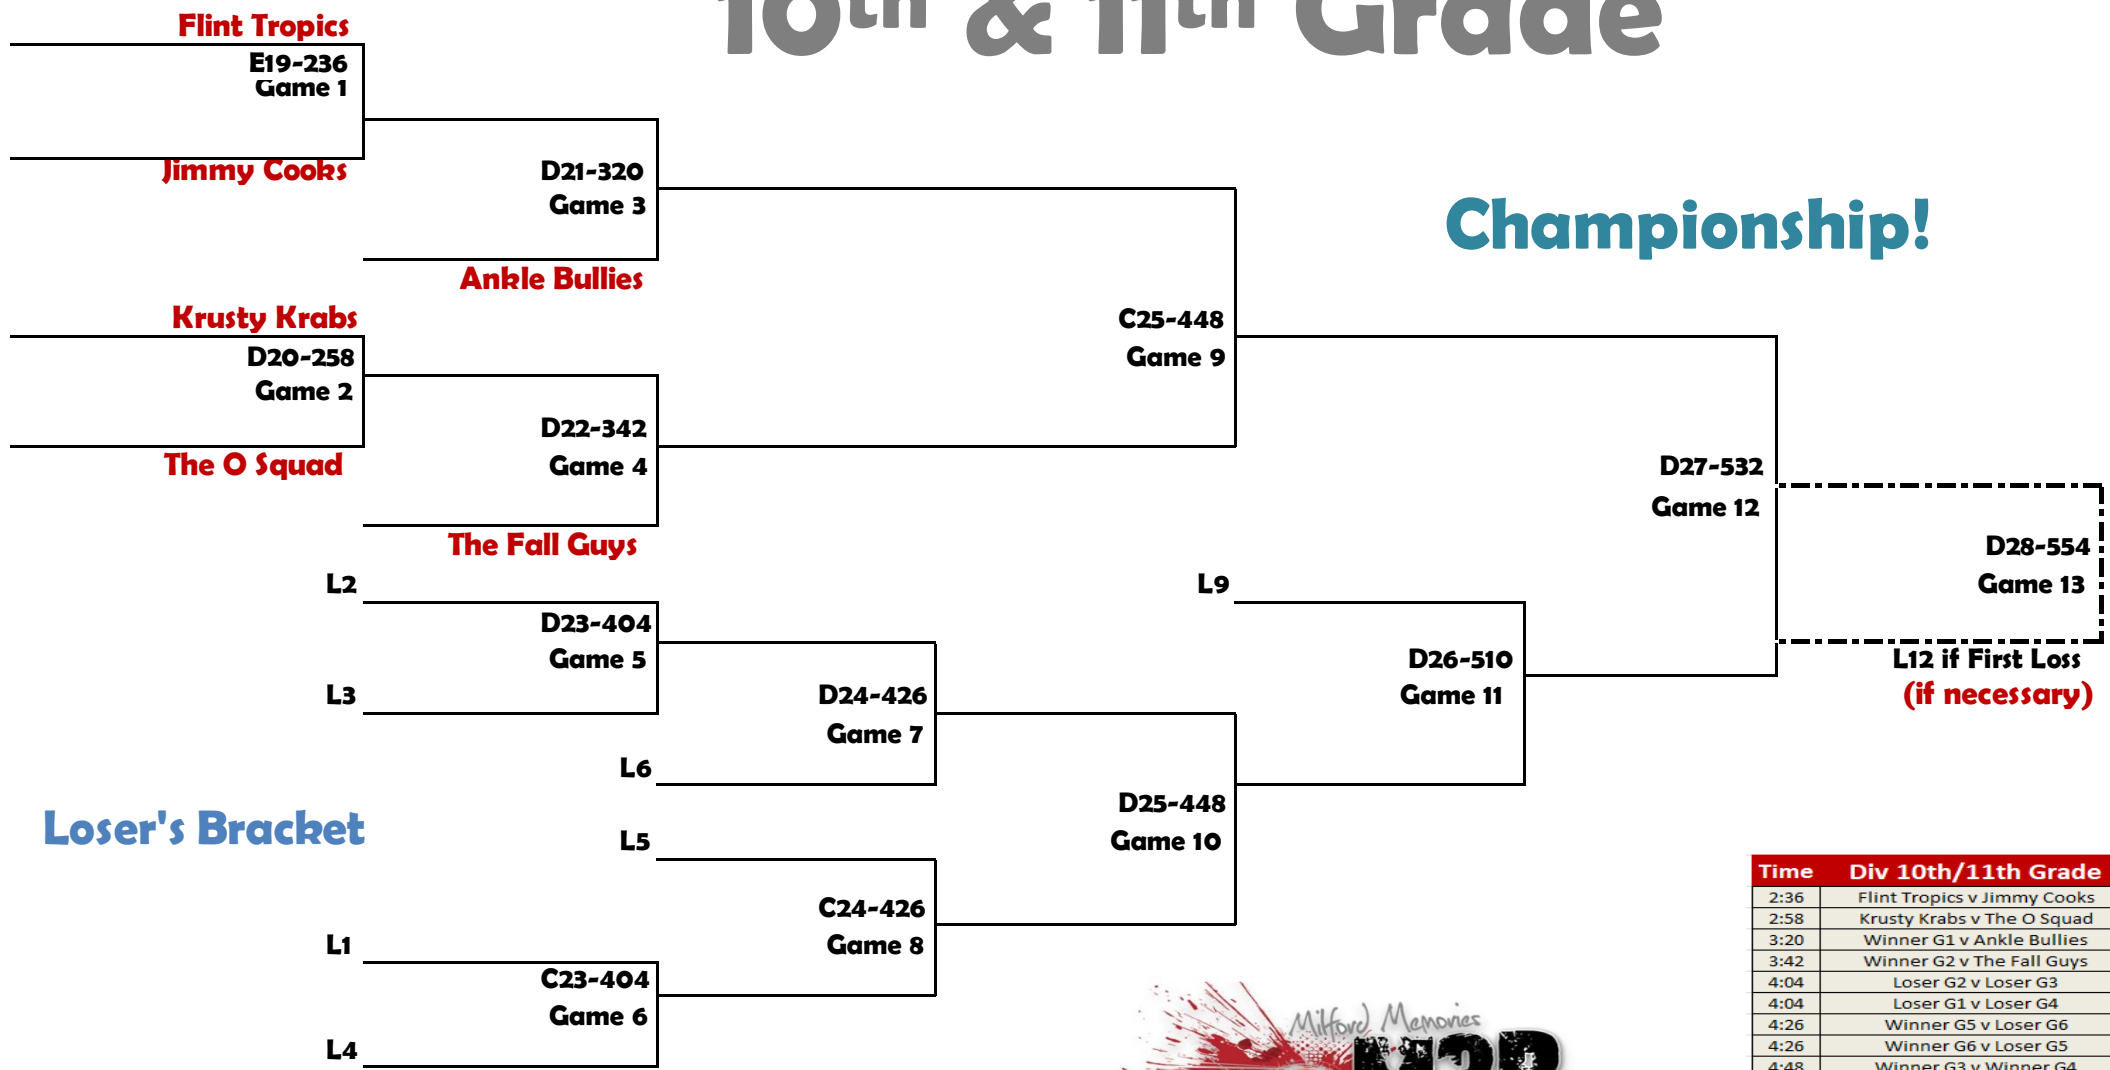 10th & 11th Grade
Flint Tropics
E19-236
Game 1
Jimmy Cooks
D21-320
Game 3
Championship!
Ankle Bullies
Krusty Krabs
D20-258
Game 2
C25-448
Game 9
The O Squad
D22-342
Game 4
D27-532
Game 12
The Fall Guys
D28-554
Game 13
L2
L9
D23-404
Game 5
D26-510
Game 11
L12 if First Loss
(if necessary)
L3
D24-426
Game 7
L6
D25-448
Game 10
Loser's Bracket
L5
C24-426
Game 8
L1
C23-404
Game 6
L4
Milford Memories
M3R
Time Div 10th/11th Grade
2:36 Flint Tropics v Jimmy Cooks
2:58 Krusty Krabs v The O Squad
3:20 Winner G1 v Ankle Bullies
3:42 Winner G2 v The Fall Guys
4:04 Loser G2 v Loser G3
4:04 Loser G1 v Loser G4
4:26 Winner G5 v Loser G6
4:26 Winner G6 v Loser G5
4:48 Winner G3 v Winner G4